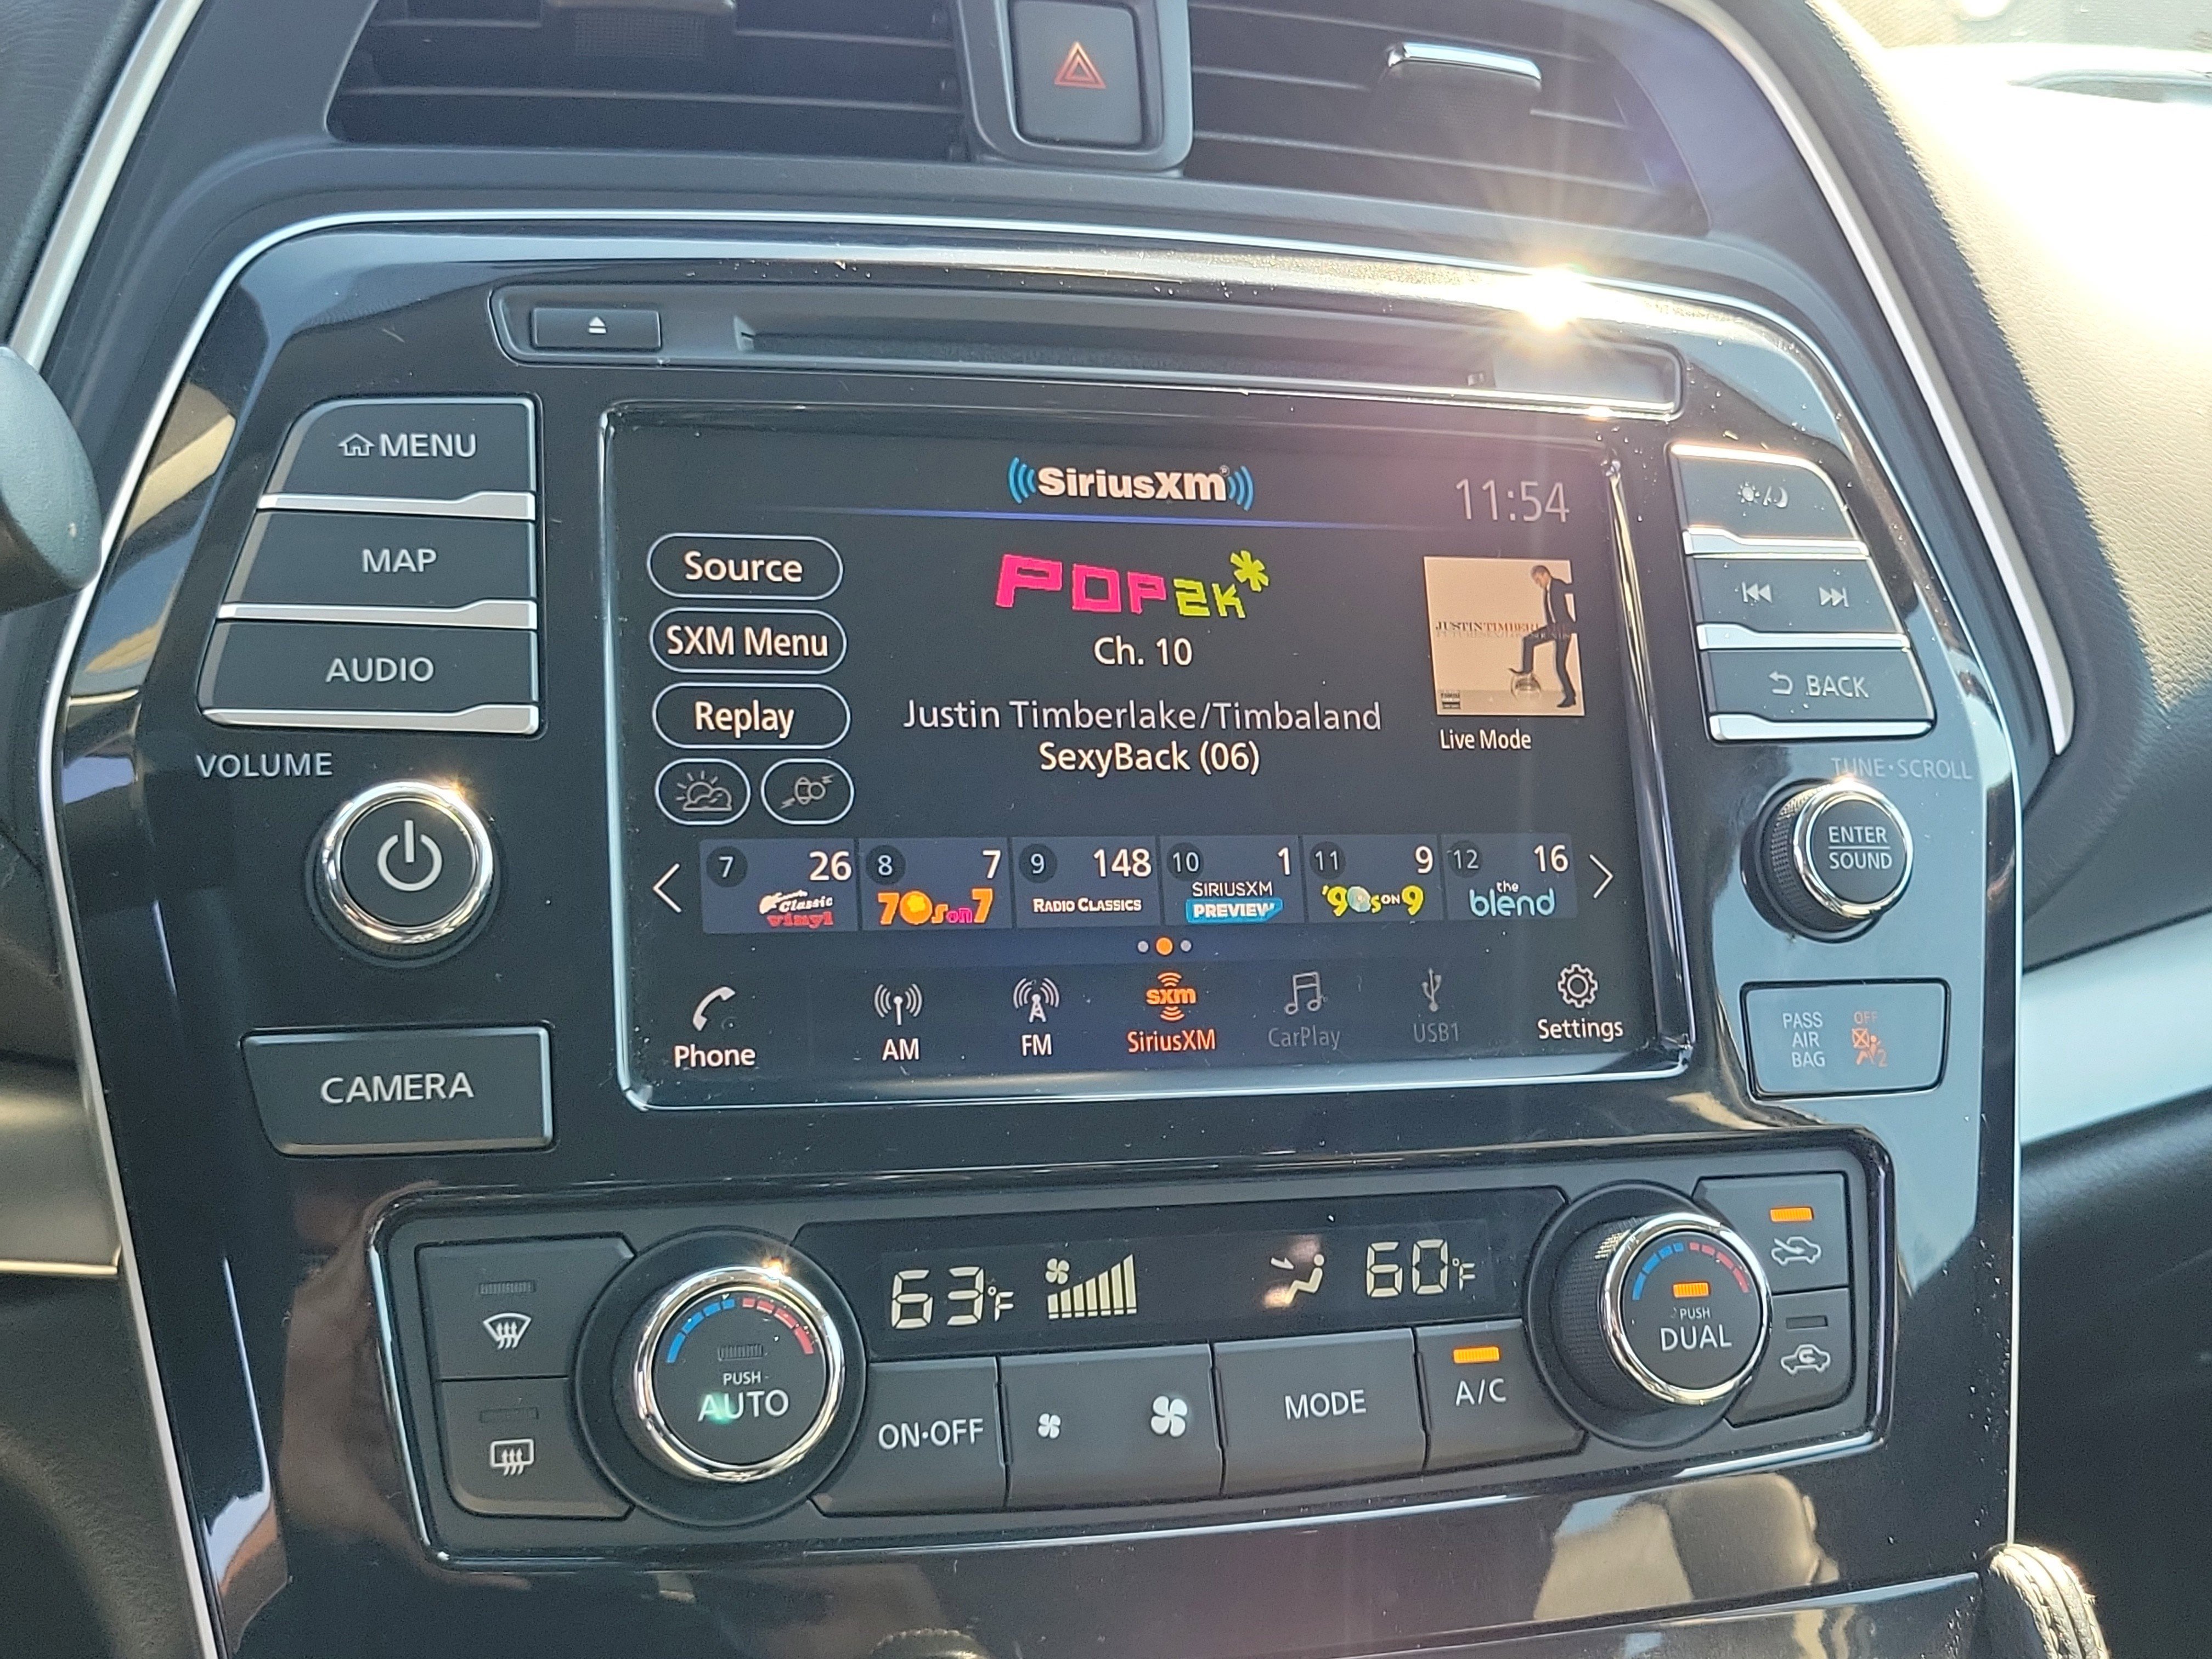 MENU
MAP
AUDIO
VOLUME
CAMERA
SiriusXM
11:54
Source
SXM Menu
Replay
POP2K*
Ch. 10
Justin Timberlake/Timbaland
SexyBack (06)
JUSTINTIMBER
Live Mode
7 26 Classic Vinyl
8 7 70s on 7
9 148 RADIO CLASSICS
10 1 SIRIUSXM PREVIEW
11 9 '90s ON 9
12 16 the blend
Phone
AM
FM
sxm
SiriusXM
CarPlay
USB1
Settings
BACK
TUNE·SCROLL
ENTER
SOUND
PASS
AIR
BAG
OFF
2
63°F
60°F
PUSH
AUTO
ON·OFF
MODE
A/C
PUSH
DUAL